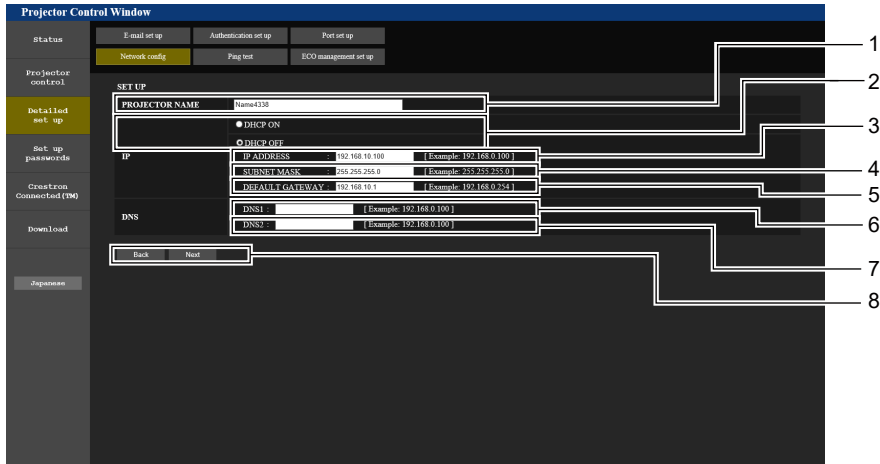 Projector Control Window
Status
Projector
control
Detailed
set up
Set up
passwords
Crestron
Connected(TM)
Download
Japanese
E-mail set up
Authentication set up
Port set up
Network config
Ping test
ECO management set up
SET UP
PROJECTOR NAME Name4338
DHCP ON
DHCP OFF
IP
IP ADDRESS : 192.168.10.100 [ Example: 192.168.0.100 ]
SUBNET MASK : 255.255.255.0 [ Example: 255.255.255.0 ]
DEFAULT GATEWAY : 192.168.10.1 [ Example: 192.168.0.254 ]
DNS
DNS1 : [ Example: 192.168.0.100 ]
DNS2 : [ Example: 192.168.0.100 ]
Back Next
1
2
3
4
5
6
7
8